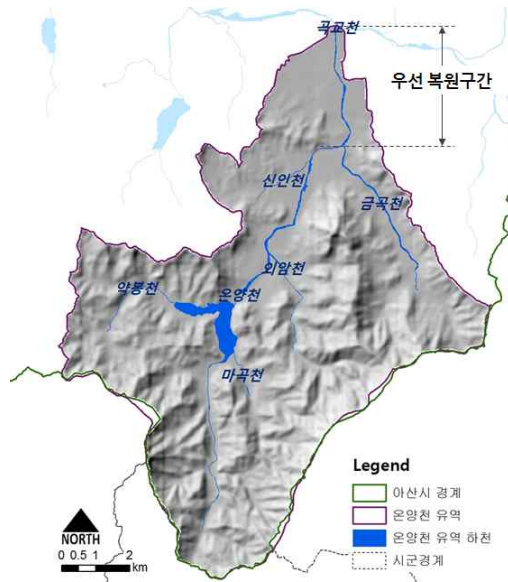 곡교천
우선 복원구간
신인천
금곡천
외암천
약봉천
온양천
마곡천
Legend
아산시 경계
온양천 유역
온양천 유역 하천
시군경계
NORTH
0 0.5 1 2
km